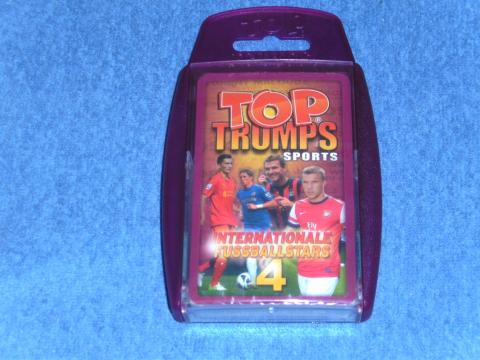 TOP
TRUMPS
SPORTS
INTERNATIONALE
FUSSBALLSTARS
4